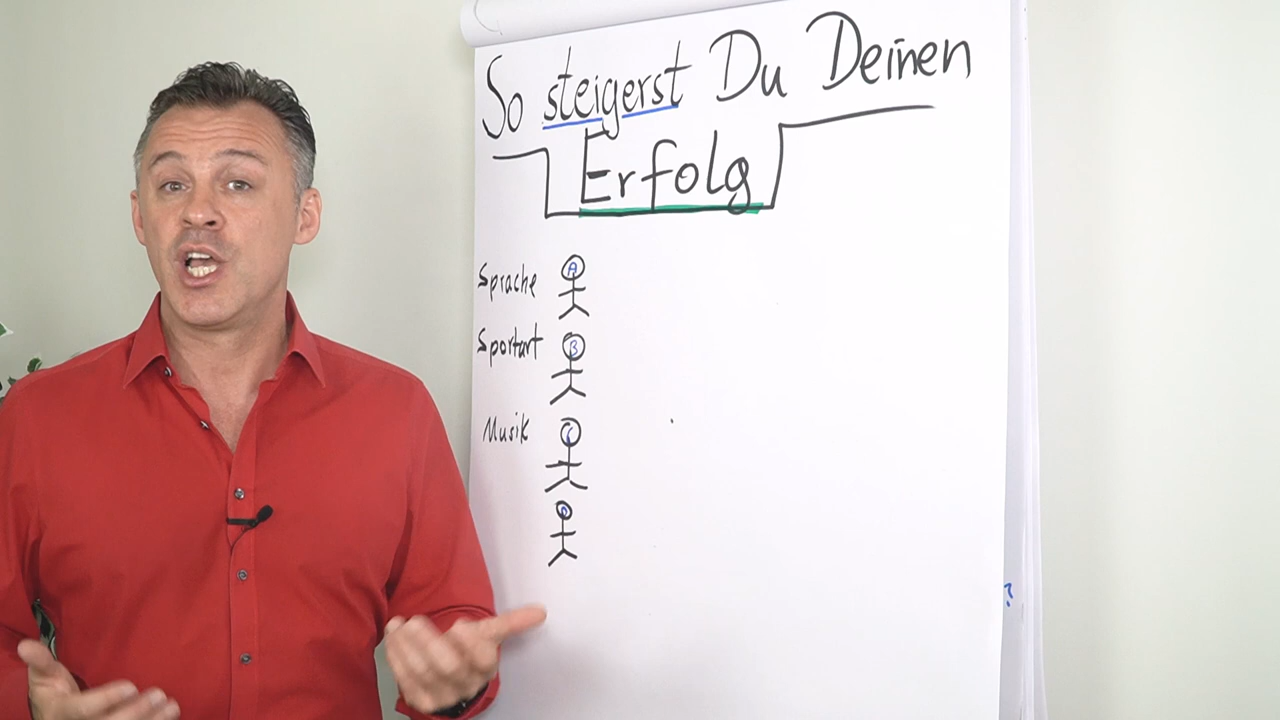 So steigerst Du Deinen
Erfolg
Sprache A
Sportart B
Musik C
D
?